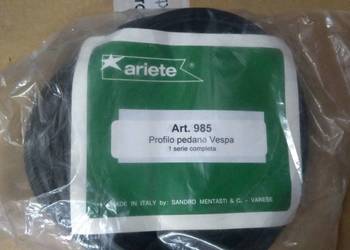 ariete
Art. 985
Profilo pedana Vespa
1 serie completa
MADE IN ITALY by: SANDRO MENTASTI & C. - VARESE